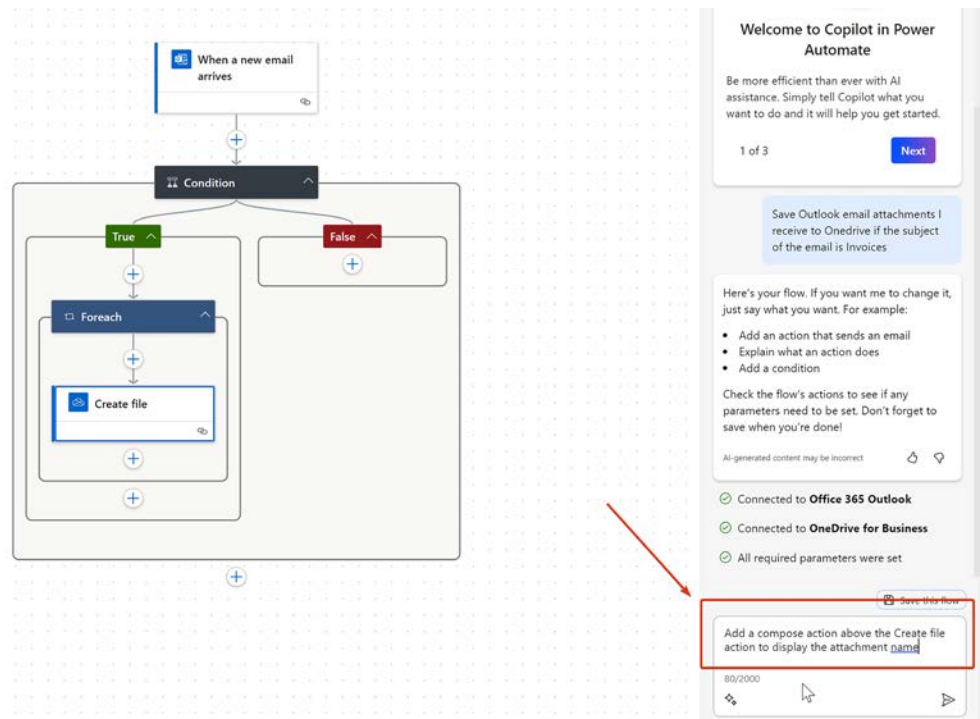 When a new email
arrives
Condition
True
False
Foreach
Create file
Welcome to Copilot in Power
Automate
Be more efficient than ever with AI
assistance. Simply tell Copilot what you
want to do and it will help you get started.
1 of 3
Next
Save Outlook email attachments I
receive to Onedrive if the subject
of the email is Invoices
Here's your flow. If you want me to change it,
just say what you want. For example:
• Add an action that sends an email
• Explain what an action does
• Add a condition
Check the flow's actions to see if any
parameters need to be set. Don't forget to
save when you're done!
AI-generated content may be incorrect
Connected to Office 365 Outlook
Connected to OneDrive for Business
All required parameters were set
Save this flow
Add a compose action above the Create file
action to display the attachment name
80/2000